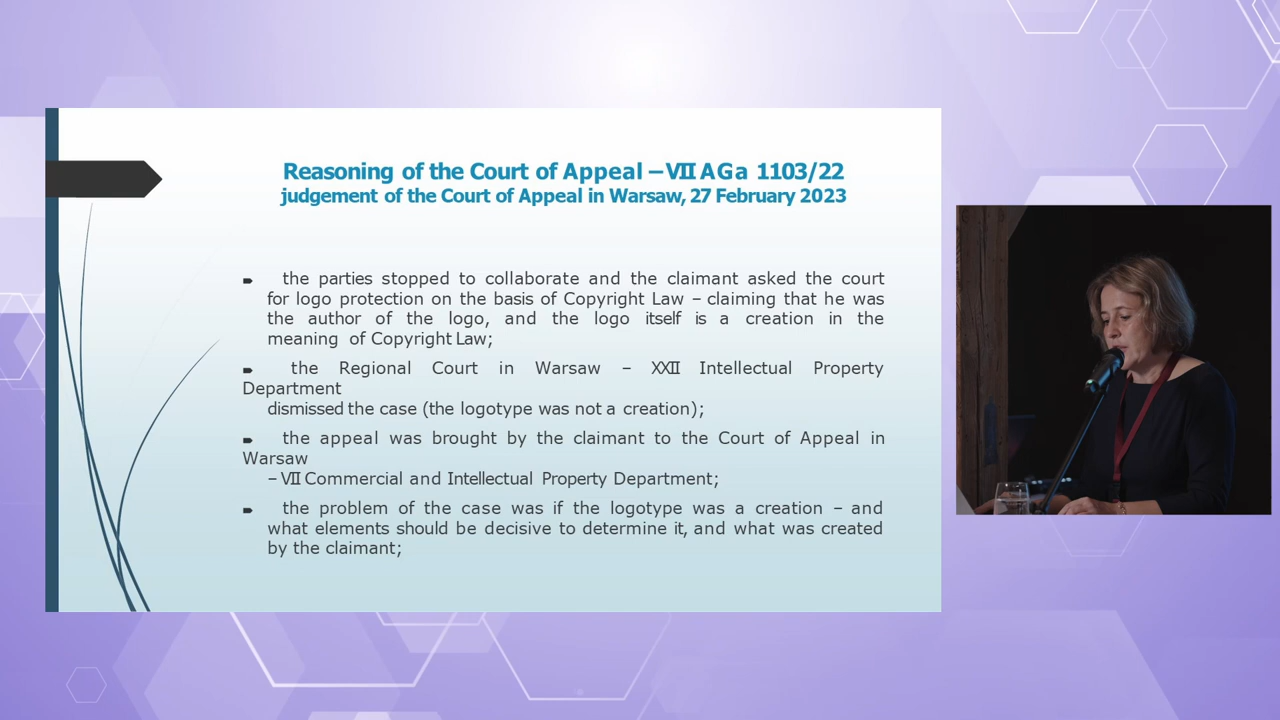 Reasoning of the Court of Appeal – VII AGa 1103/22
judgement of the Court of Appeal in Warsaw, 27 February 2023
the parties stopped to collaborate and the claimant asked the court
for logo protection on the basis of Copyright Law – claiming that he was
the author of the logo, and the logo itself is a creation in the
meaning of Copyright Law;
the Regional Court in Warsaw – XXII Intellectual Property
Department
dismissed the case (the logotype was not a creation);
the appeal was brought by the claimant to the Court of Appeal in
Warsaw
– VII Commercial and Intellectual Property Department;
the problem of the case was if the logotype was a creation – and
what elements should be decisive to determine it, and what was created
by the claimant;